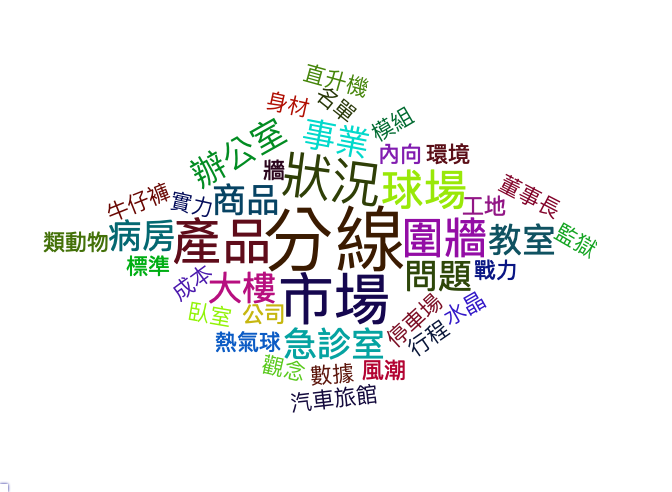 直升機
身材
名單
模組
事業
辦公室
內向
環境
牆
狀況
球場
董事長
牛仔褲
實力
商品
工地
監獄
類動物
病房
產品
分線
圍牆
教室
標準
成本
大樓
市場
問題
戰力
臥室
公司
停車場
水晶
熱氣球
急診室
行程
觀念
數據
風潮
汽車旅館